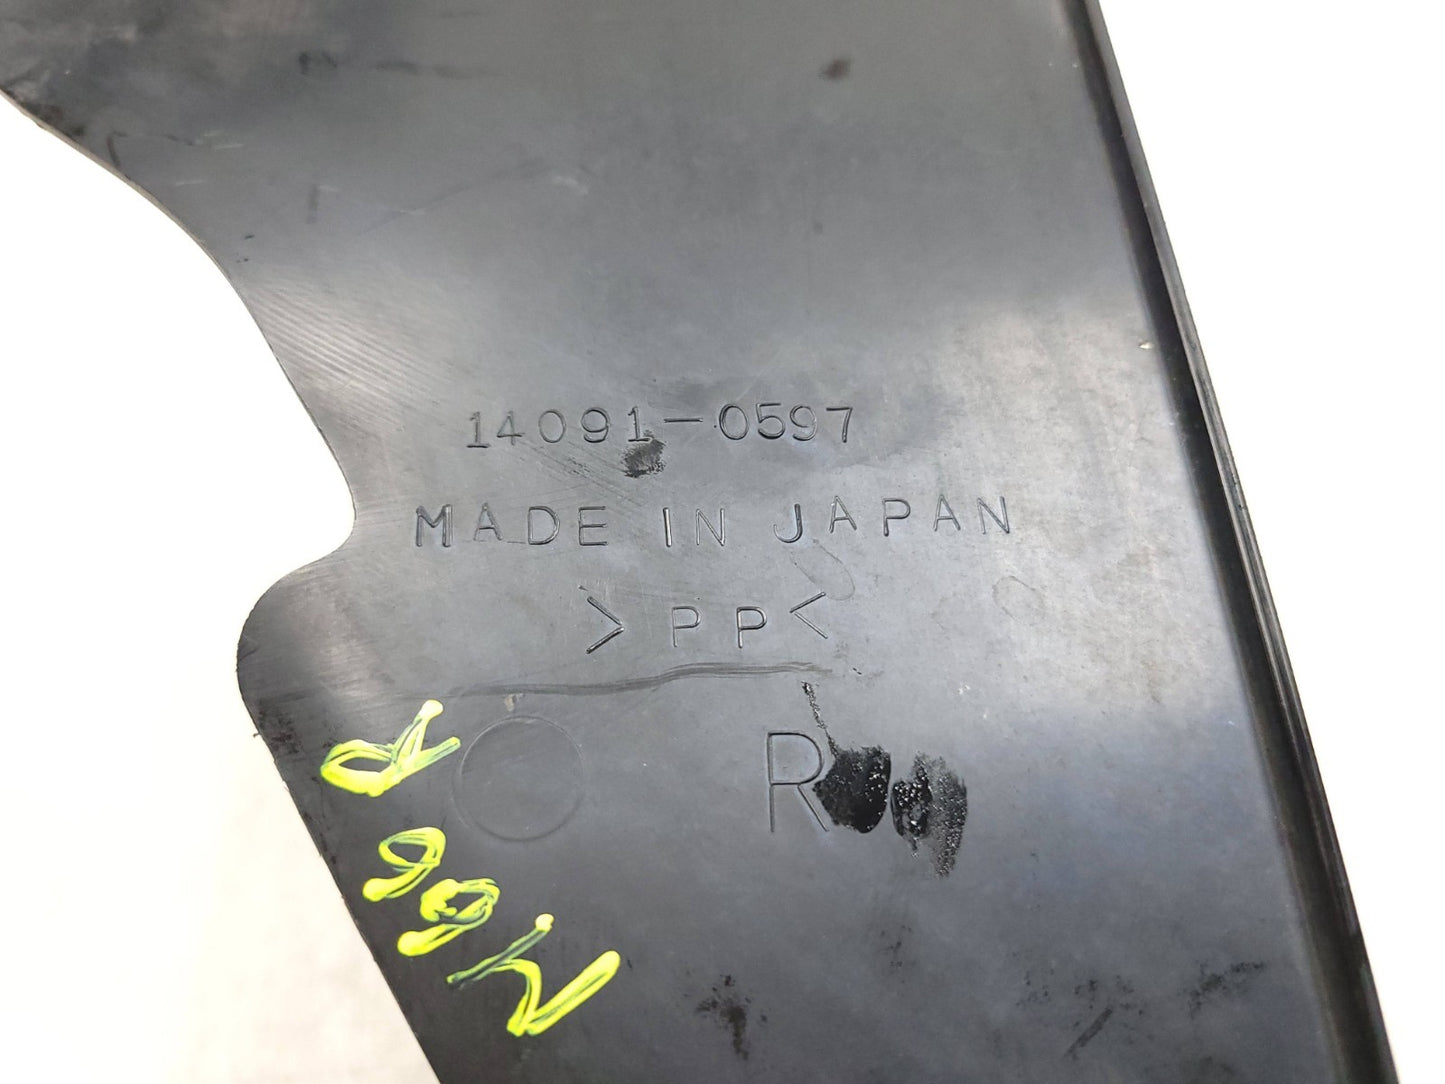 14091-0597
MADE IN JAPAN
>PP<
R
N66 R